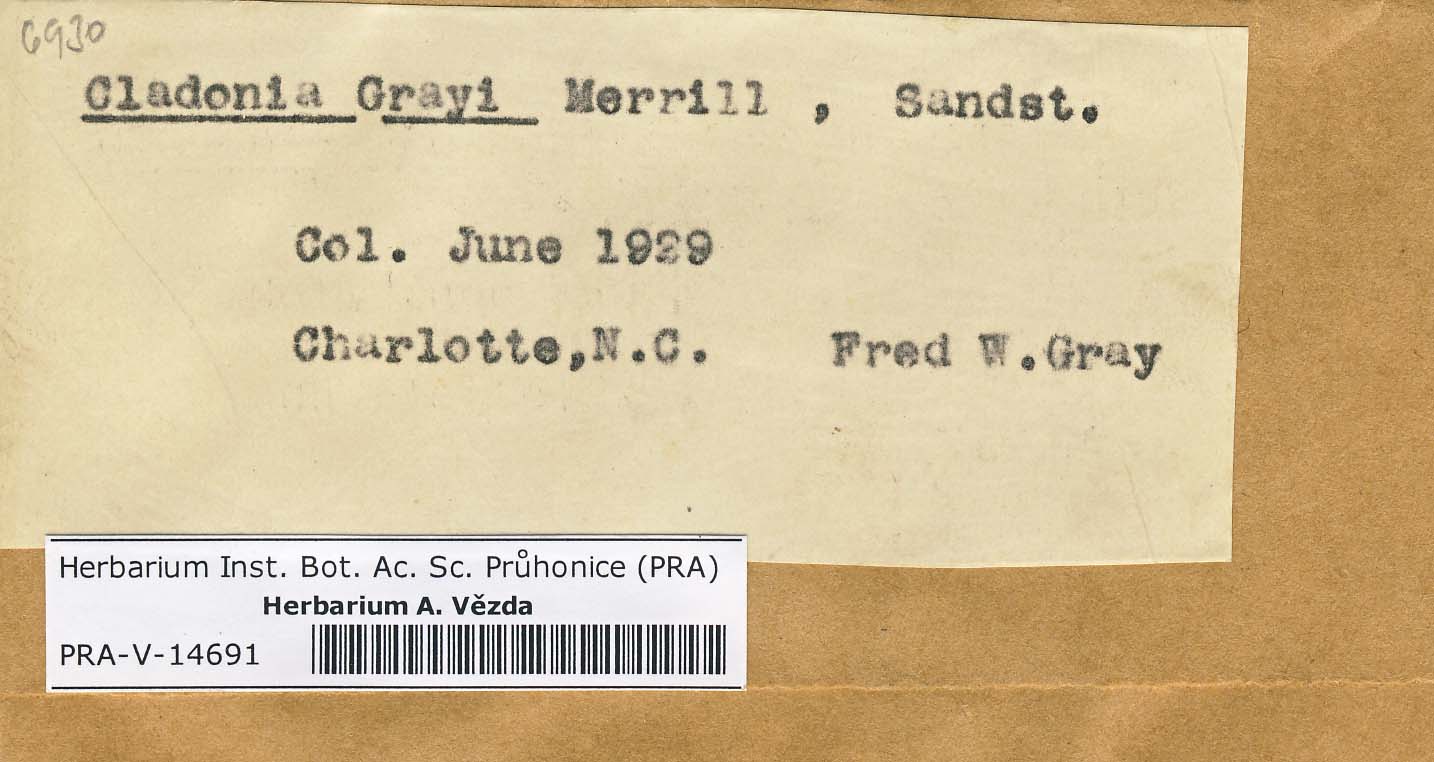 6930
Cladonia Grayi Merrill , Sandst.
Col. June 1929
Charlotte,N.C. Fred W.Gray
Herbarium Inst. Bot. Ac. Sc. Průhonice (PRA)
Herbarium A. Vězda
PRA-V-14691